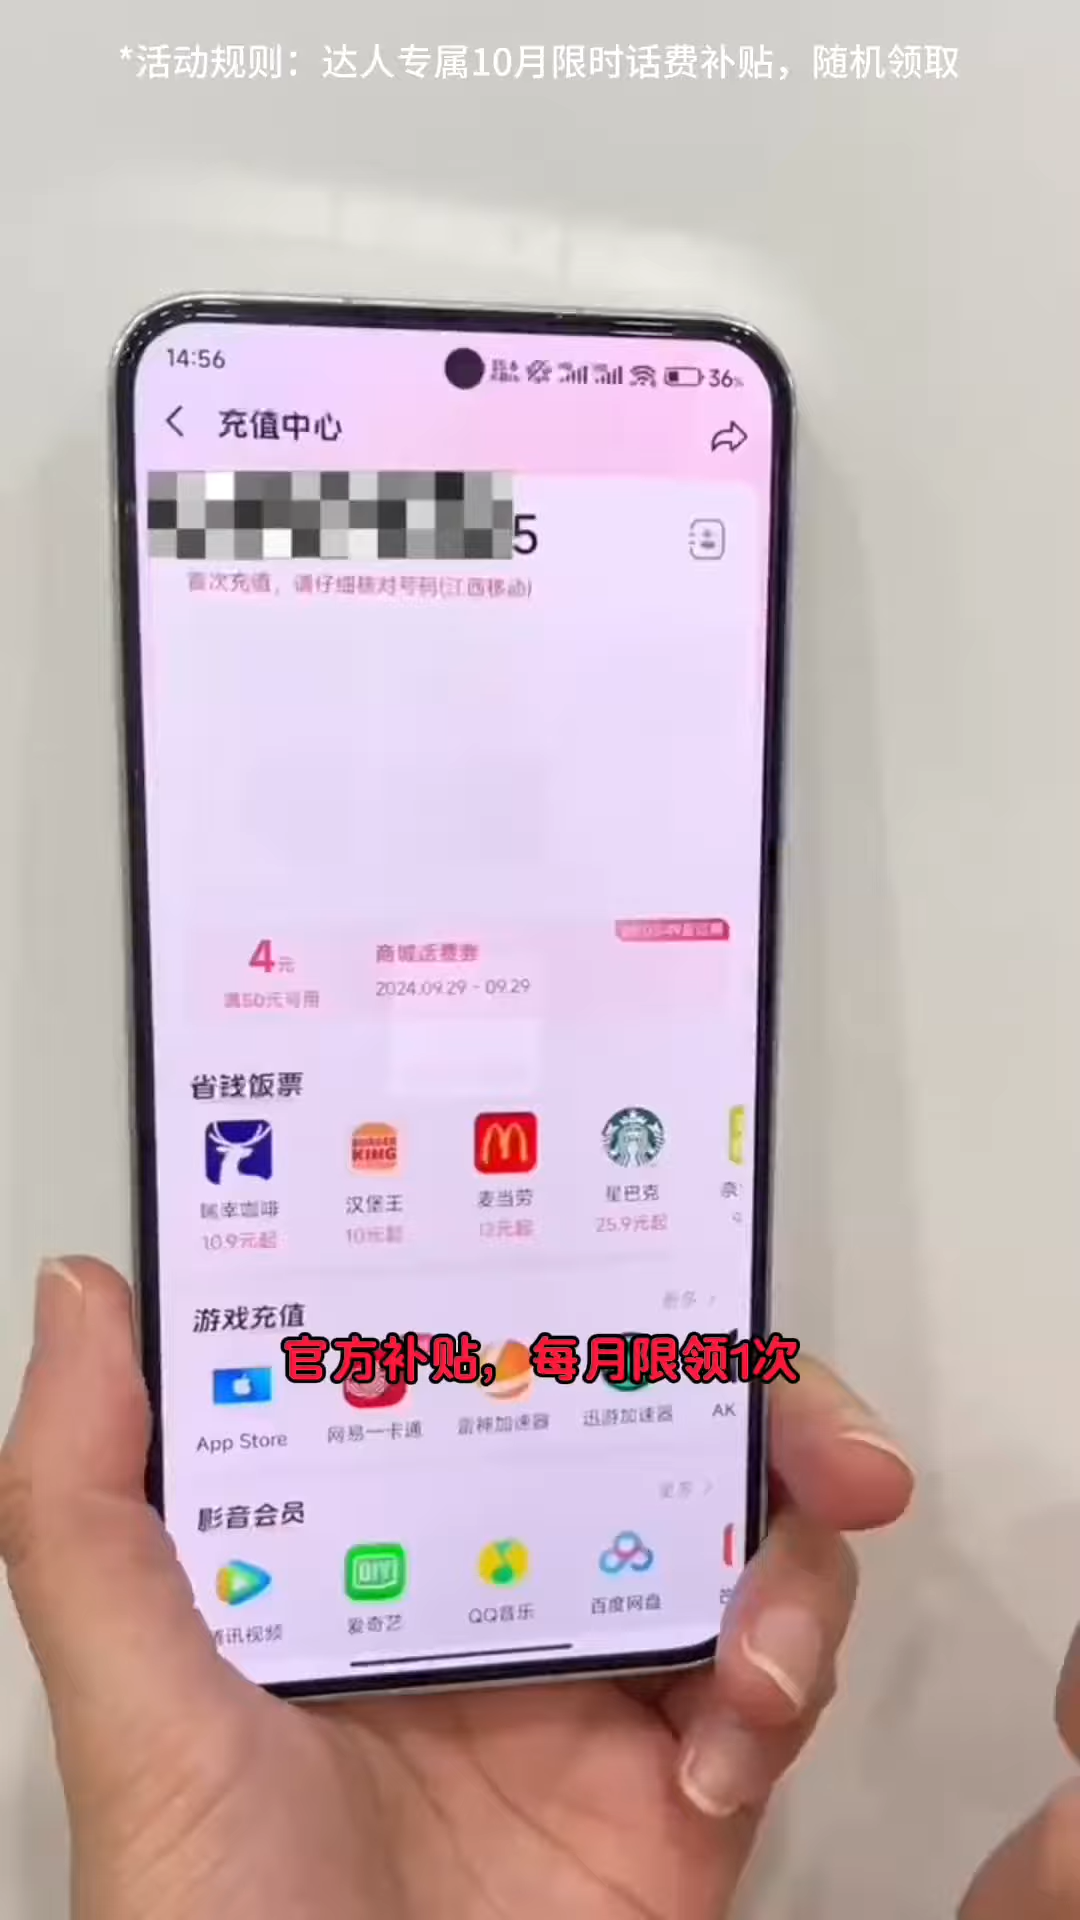 *活动规则：达人专属10月限时话费补贴，随机领取
14:56
36%
充值中心
5
首次充值，请仔细核对号码(江西移动)
4元
商城话费券
满50元可用
2024.09.29 - 09.29
省钱饭票
BURGER KING
瑞幸咖啡
汉堡王
麦当劳
星巴克
10.9元起
10元起
13元起
25.9元起
游戏充值
更多 >
官方补贴，每月限领1次
App Store
网易一卡通
雷神加速器
迅游加速器
AK
影音会员
更多 >
腾讯视频
爱奇艺
QQ音乐
百度网盘